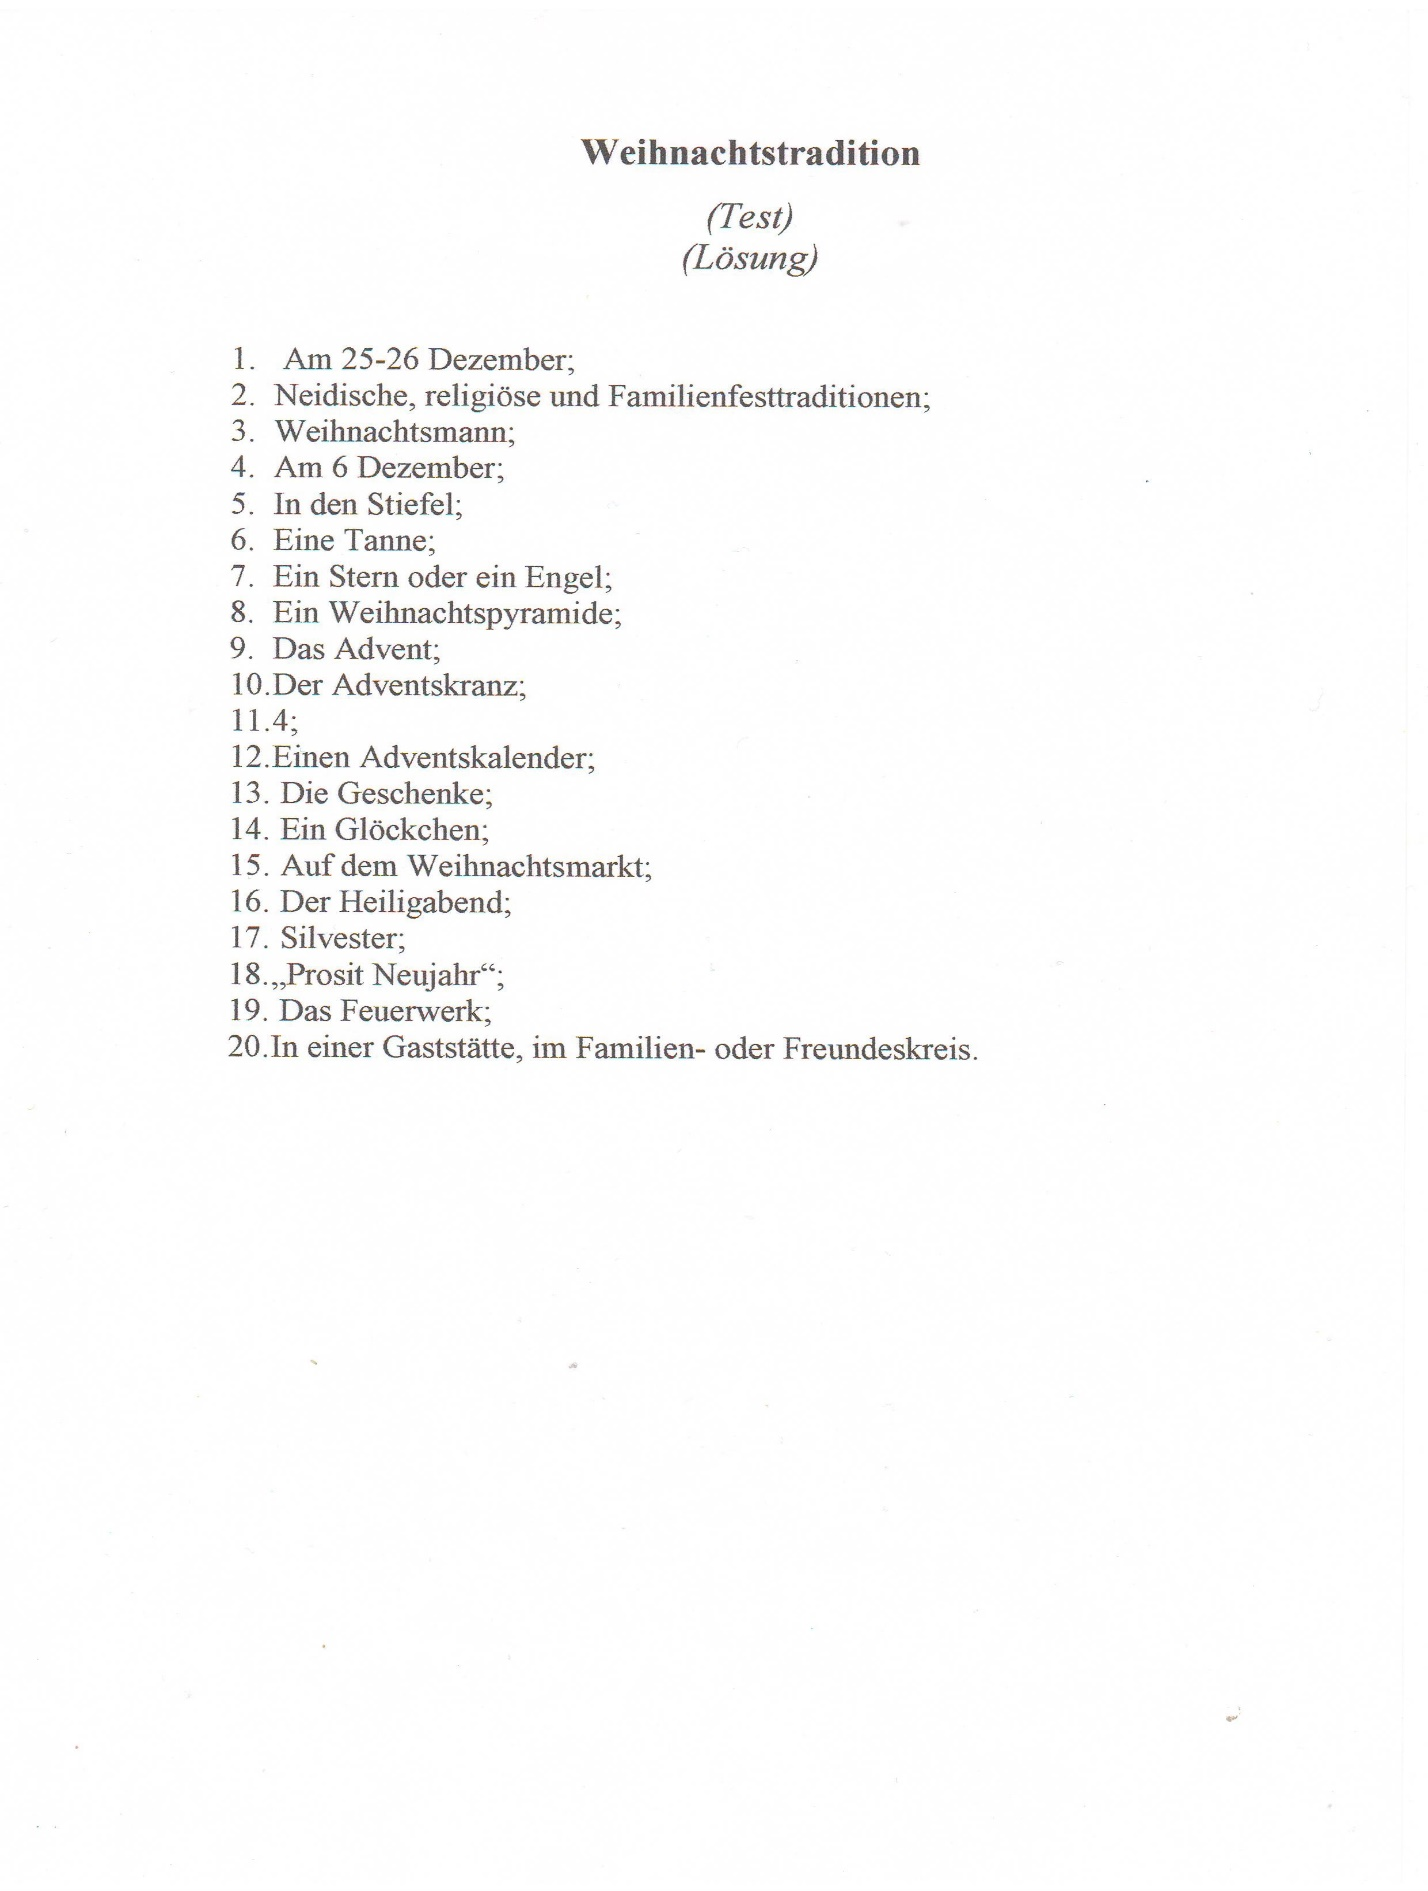 Weihnachtstradition
(Test)
(Lösung)
1. Am 25-26 Dezember;
2. Neidische, religiöse und Familienfesttraditionen;
3. Weihnachtsmann;
4. Am 6 Dezember;
5. In den Stiefel;
6. Eine Tanne;
7. Ein Stern oder ein Engel;
8. Ein Weihnachtspyramide;
9. Das Advent;
10.Der Adventskranz;
11.4;
12.Einen Adventskalender;
13. Die Geschenke;
14. Ein Glöckchen;
15. Auf dem Weihnachtsmarkt;
16. Der Heiligabend;
17. Silvester;
18.„Prosit Neujahr“;
19. Das Feuerwerk;
20.In einer Gaststätte, im Familien- oder Freundeskreis.